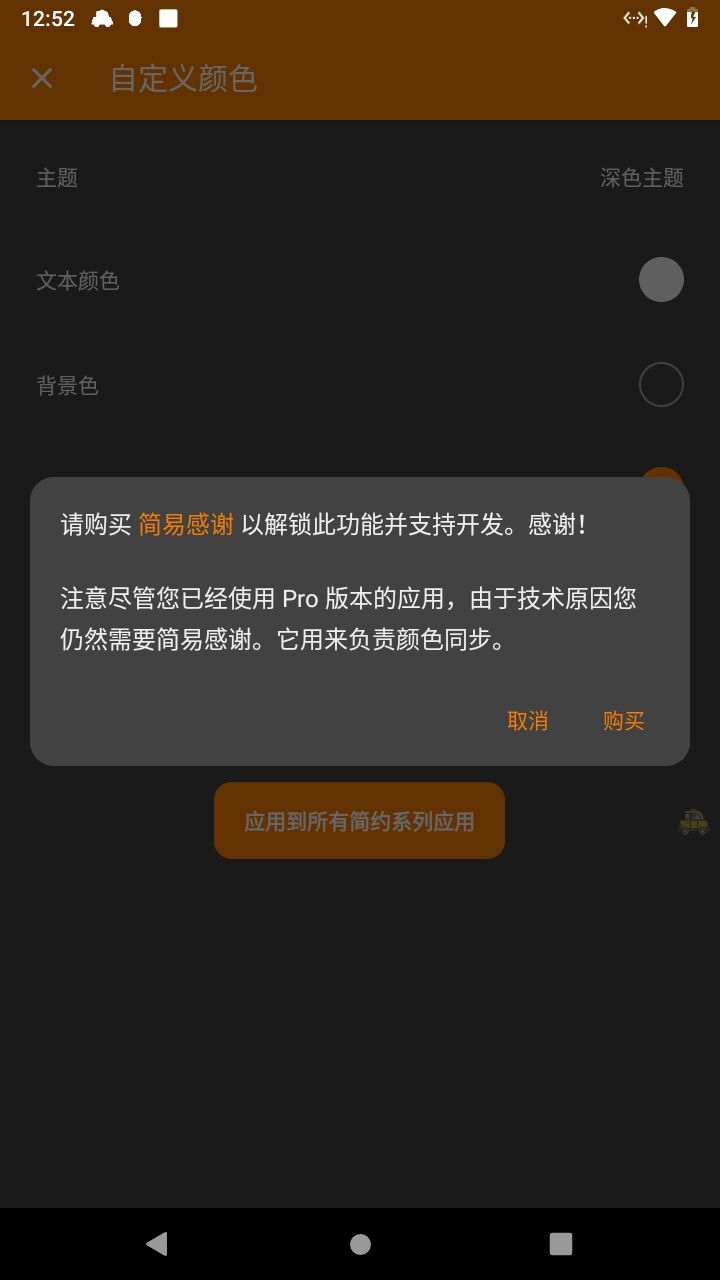 12:52
自定义颜色
主题
深色主题
文本颜色
背景色
请购买 简易感谢 以解锁此功能并支持开发。感谢！
注意尽管您已经使用 Pro 版本的应用，由于技术原因您
仍然需要简易感谢。它用来负责颜色同步。
取消
购买
应用到所有简约系列应用